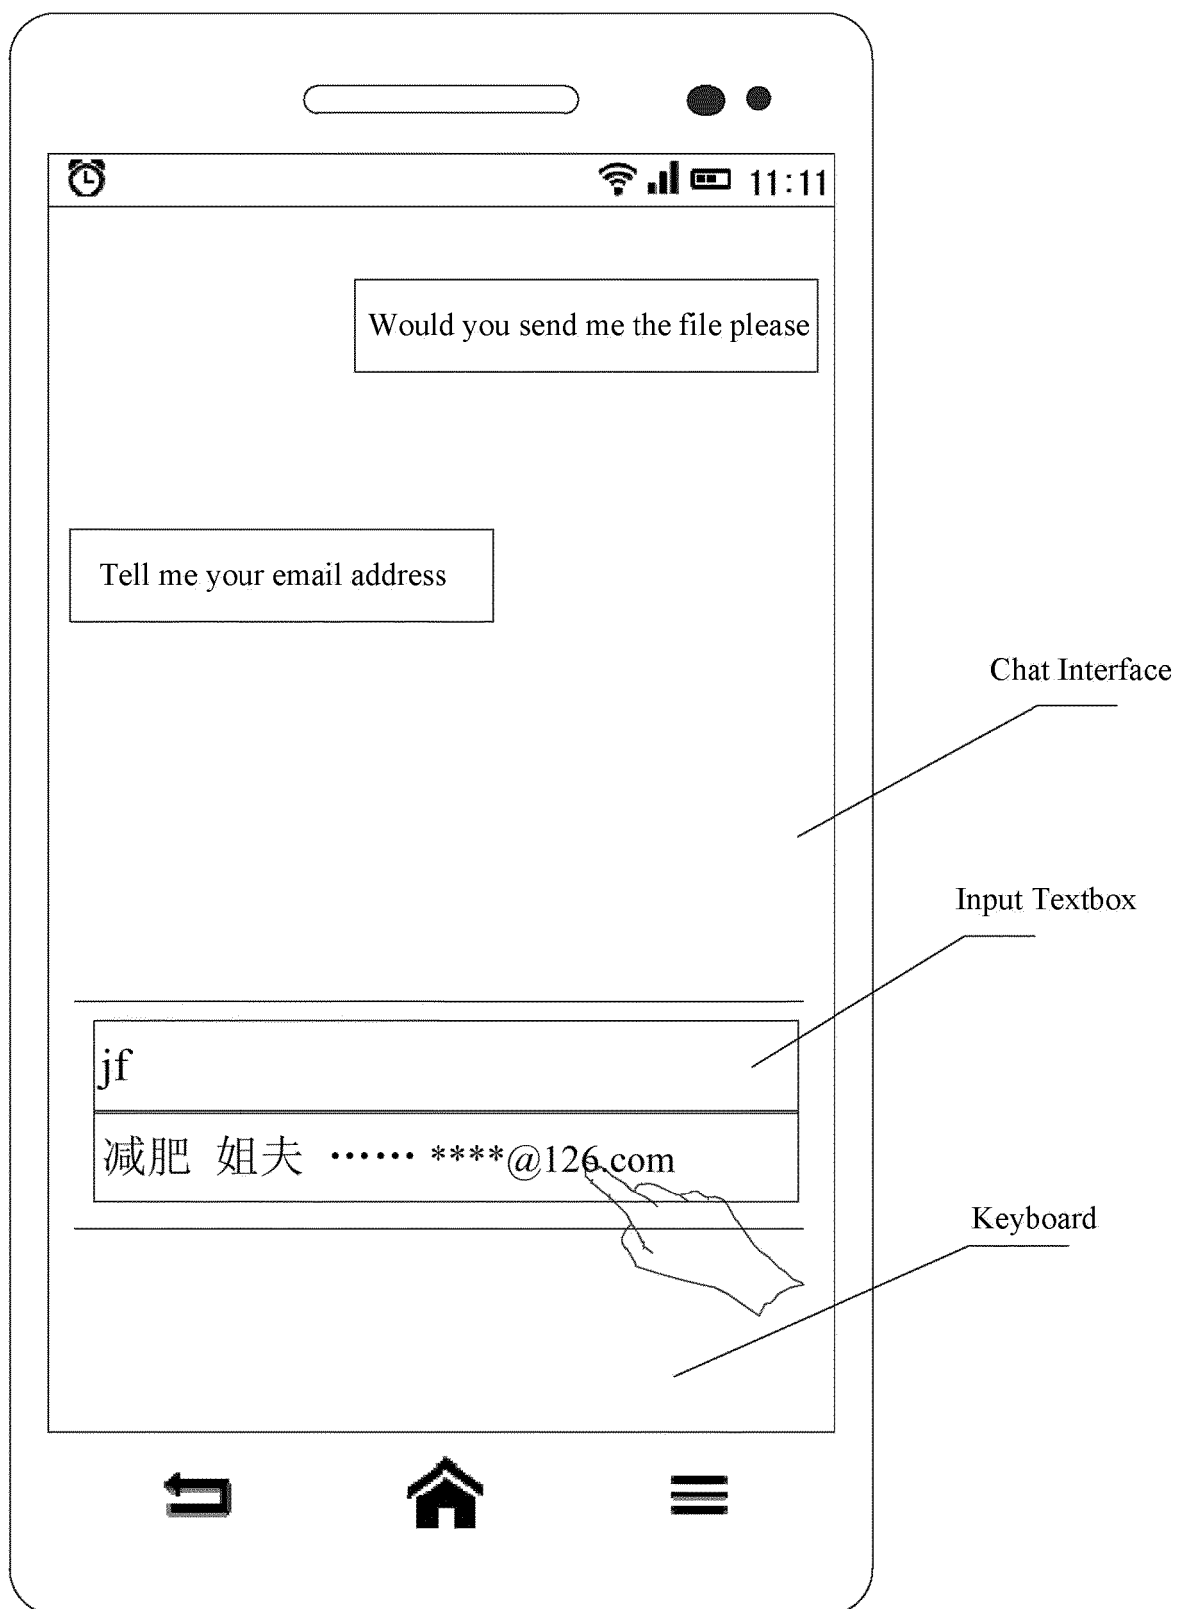 11:11
Would you send me the file please
Tell me your email address
Chat Interface
Input Textbox
jf
减肥 姐夫 …… ****@126.com
Keyboard